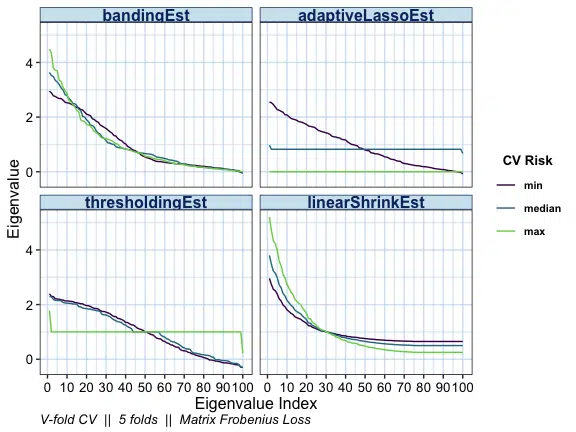 bandingEst adaptiveLassoEst
4
2
0
thresholdingEst linearShrinkEst
4
2
0
0 10 20 30 40 50 60 70 80 90 100 0 10 20 30 40 50 60 70 80 90 100
Eigenvalue
Eigenvalue Index
V-fold CV || 5 folds || Matrix Frobenius Loss
CV Risk
min
median
max